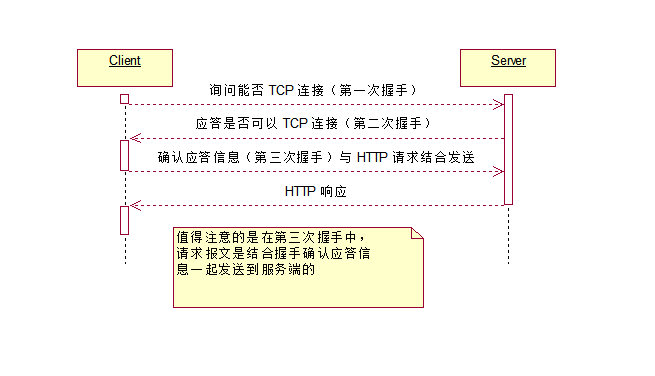 Client
Server
询问能否 TCP 连接（第一次握手）
应答是否可以 TCP 连接（第二次握手）
确认应答信息（第三次握手）与 HTTP 请求结合发送
HTTP 响应
值得注意的是在第三次握手中，
请求报文是结合握手确认应答信
息一起发送到服务端的